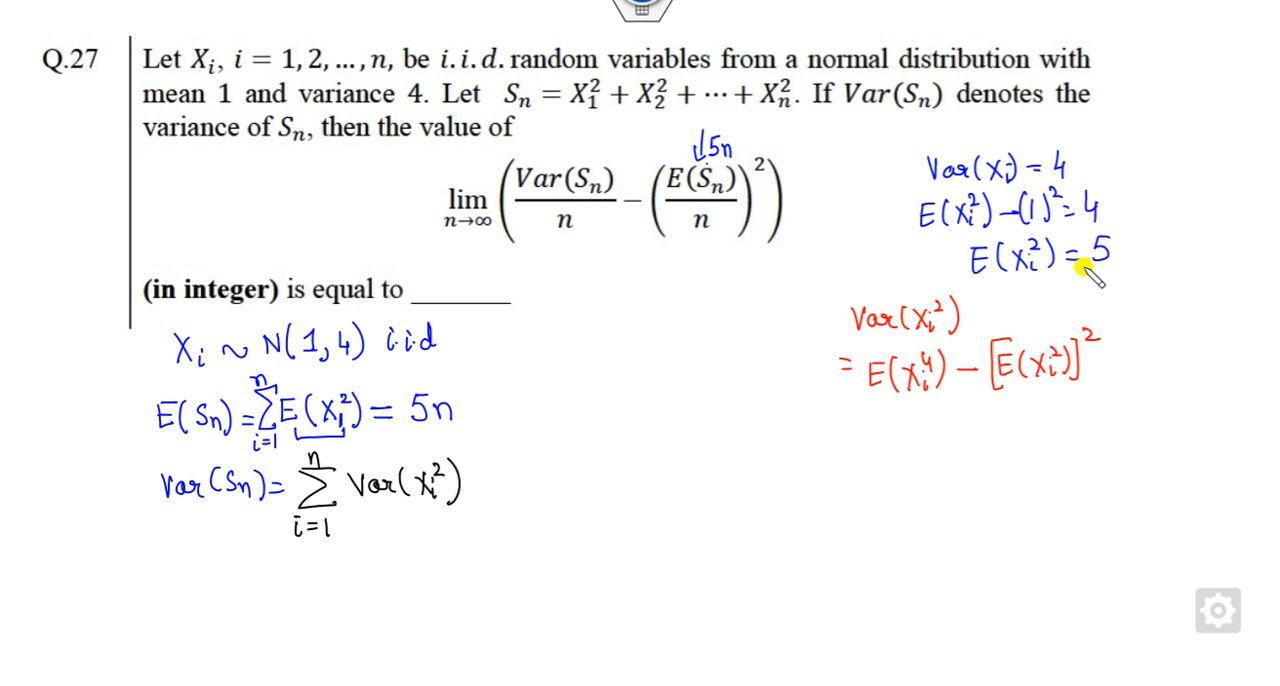 Q.27 Let Xᵢ, i = 1, 2, ..., n, be i.i.d. random variables from a normal distribution with
mean 1 and variance 4. Let Sₙ = X₁² + X₂² + ⋯ + Xₙ². If Var(Sₙ) denotes the
variance of Sₙ, then the value of
↓5n
lim n→∞ ( Var(Sₙ)/n − ( E(Sₙ)/n )² )
(in integer) is equal to ________
Var(Xᵢ) = 4
E(Xᵢ²) − (1)² = 4
E(Xᵢ²) = 5
Xᵢ ~ N(1, 4) i.i.d
E(Sₙ) = ∑ᵢ₌₁ⁿ E(X₁²) = 5n
Var(Sₙ) = ∑ᵢ₌₁ⁿ Var(Xᵢ²)
Var(Xᵢ²)
= E(Xᵢ⁴) − [E(Xᵢ²)]²